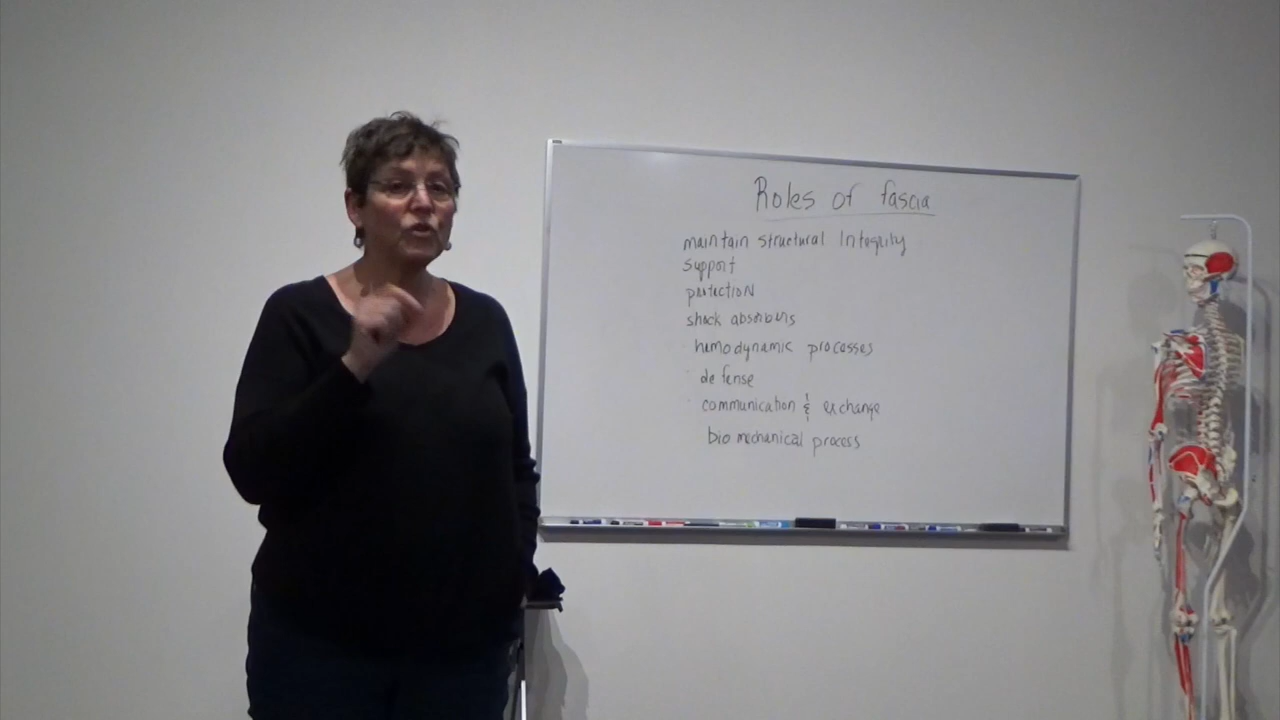 Roles of fascia
maintain structural Integrity
support
protection
shock absorbers
hemodynamic processes
defense
communication & exchange
bio mechanical process